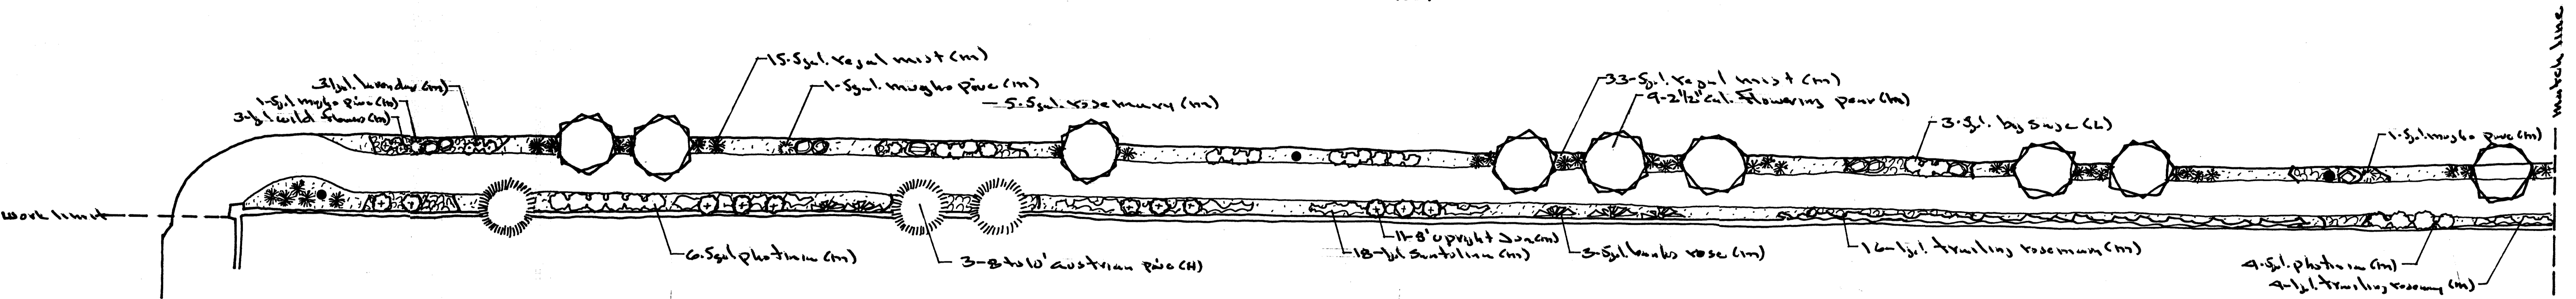 15-5gal. regal mist (m)
3-1gal. lavender (m)
1-5gal. mugho pine (m)
3-1gal. wild flower (m)
1-5gal. mugho pine (m)
5-5gal. rosemary (m)
33-5gal. regal mist (m)
9-2½" cal. flowering pear (m)
3-5gal. big sage (L)
1-5gal. mugho pine (m)
match line
work limit
6-5gal photinia (m)
3-8 to 10' austrian pine (H)
11-8' upright Jun (m)
18-1gal santolina (m)
3-5gal. banks rose (m)
16-1gal. trailing rosemary (m)
4-5gal. photinia (m)
4-1gal. trailing rosemary (m)